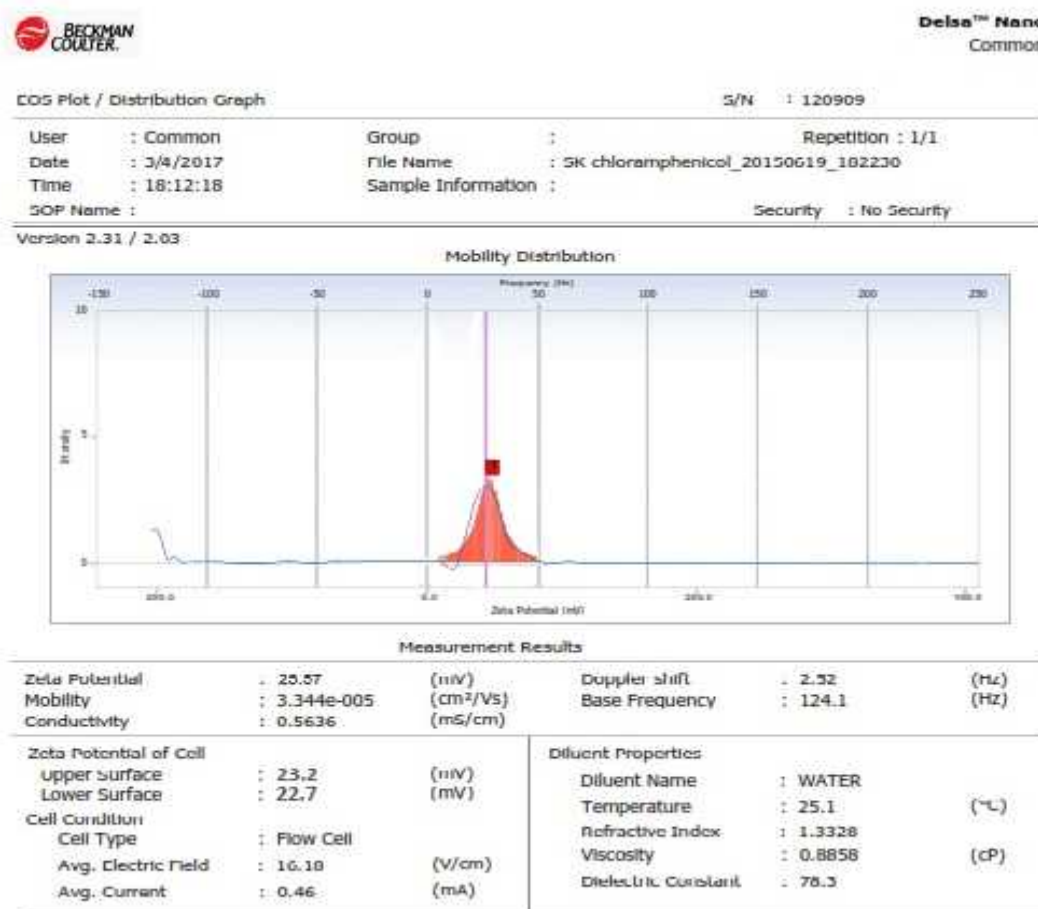 BECKMAN
COULTER.
Delsa™ Nano
Common
EOS Plot / Distribution Graph S/N : 120909
User : Common Group : Repetition : 1/1
Date : 3/4/2017 File Name : SK chloramphenicol_20150619_182230
Time : 18:12:18 Sample Information :
SOP Name : Security : No Security
Version 2.31 / 2.03
Mobility Distribution
Frequency (Hz)
-150 -100 -50 0 50 100 150 200 250
10
5
Intensity
0
0.0
Zeta Potential (mV)
Measurement Results
Zeta Potential : (mV) Doppler shift : 2.52 (Hz)
Mobility : 3.344e-005 (cm²/Vs) Base Frequency : 124.1 (Hz)
Conductivity : 0.5636 (mS/cm)
Zeta Potential of Cell Diluent Properties
Upper Surface : 23.2 (mV) Diluent Name : WATER
Lower Surface : 22.7 (mV) Temperature : 25.1 (°C)
Cell Condition Refractive Index : 1.3328
Cell Type : Flow Cell Viscosity : 0.8858 (cP)
Avg. Electric Field : 16.18 (V/cm) Dielectric Constant : 78.3
Avg. Current : 0.46 (mA)